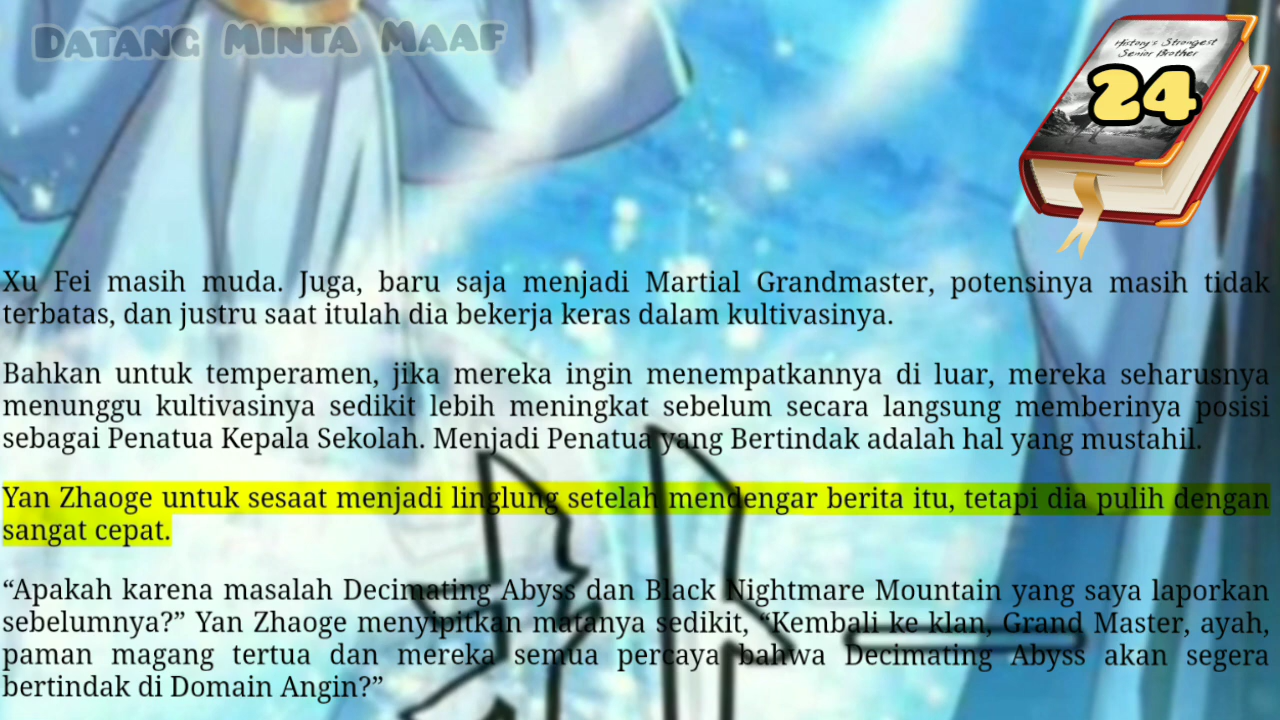 Datang Minta Maaf
History's Strongest
Senior Brother
24
Xu Fei masih muda. Juga, baru saja menjadi Martial Grandmaster, potensinya masih tidak
terbatas, dan justru saat itulah dia bekerja keras dalam kultivasinya.
Bahkan untuk temperamen, jika mereka ingin menempatkannya di luar, mereka seharusnya
menunggu kultivasinya sedikit lebih meningkat sebelum secara langsung memberinya posisi
sebagai Penatua Kepala Sekolah. Menjadi Penatua yang Bertindak adalah hal yang mustahil.
Yan Zhaoge untuk sesaat menjadi linglung setelah mendengar berita itu, tetapi dia pulih dengan
sangat cepat.
“Apakah karena masalah Decimating Abyss dan Black Nightmare Mountain yang saya laporkan
sebelumnya?” Yan Zhaoge menyipitkan matanya sedikit, “Kembali ke klan, Grand Master, ayah,
paman magang tertua dan mereka semua percaya bahwa Decimating Abyss akan segera
bertindak di Domain Angin?”